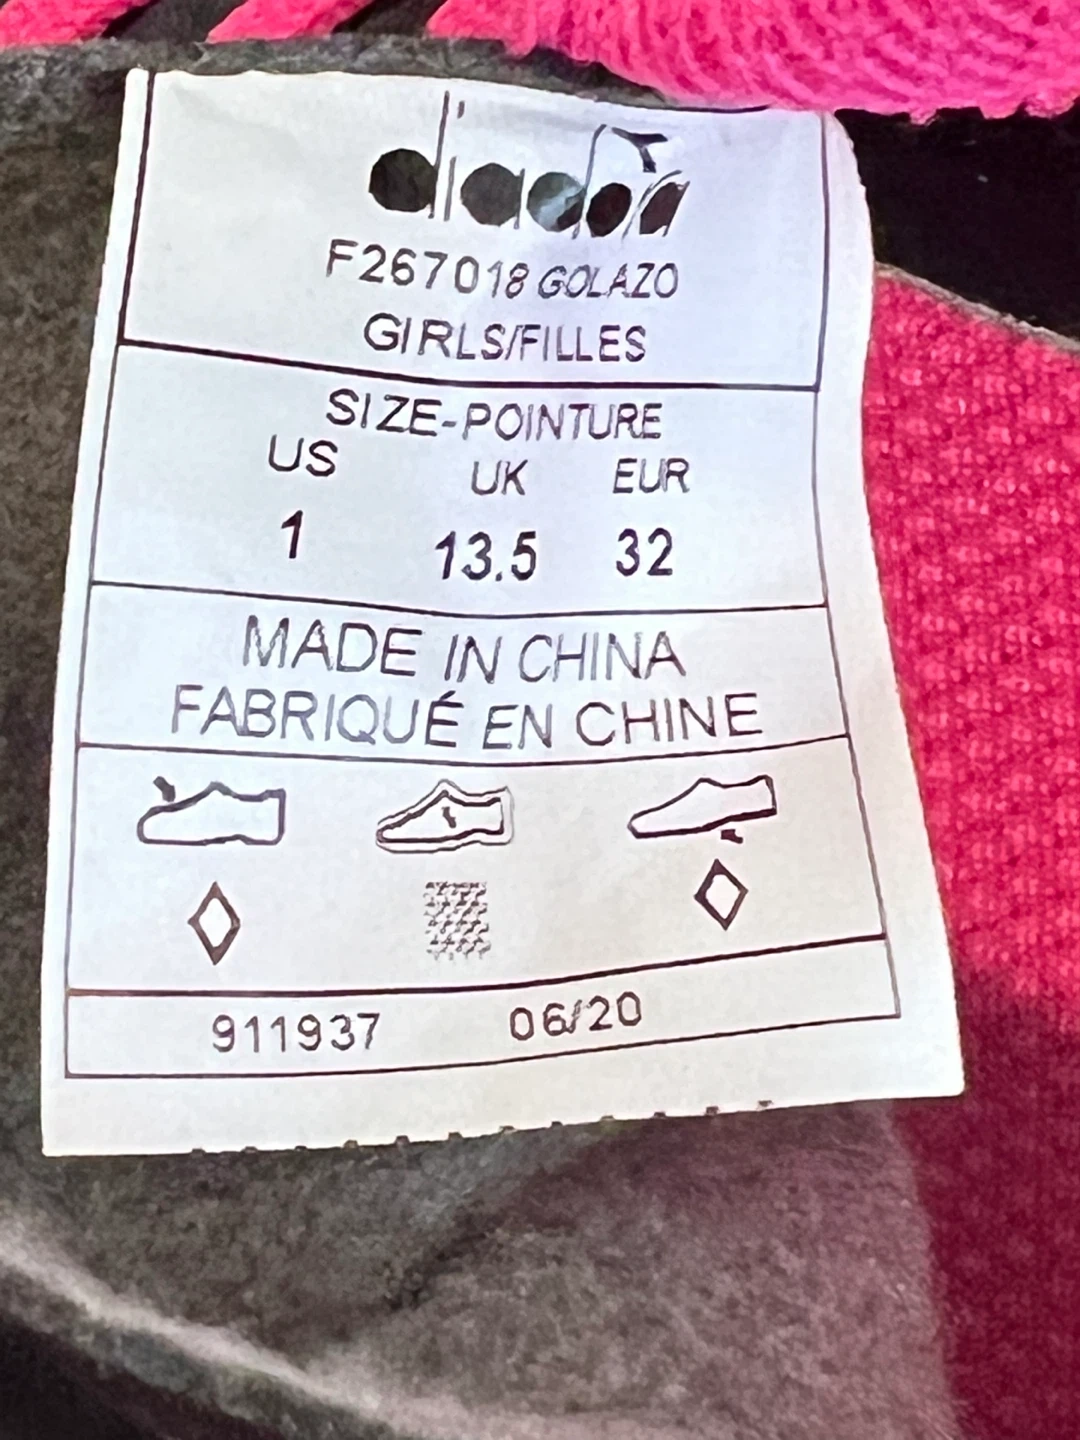 diadora
F267018 GOLAZO
GIRLS/FILLES
SIZE-POINTURE
US UK EUR
1 13.5 32
MADE IN CHINA
FABRIQUÉ EN CHINE
911937 06/20